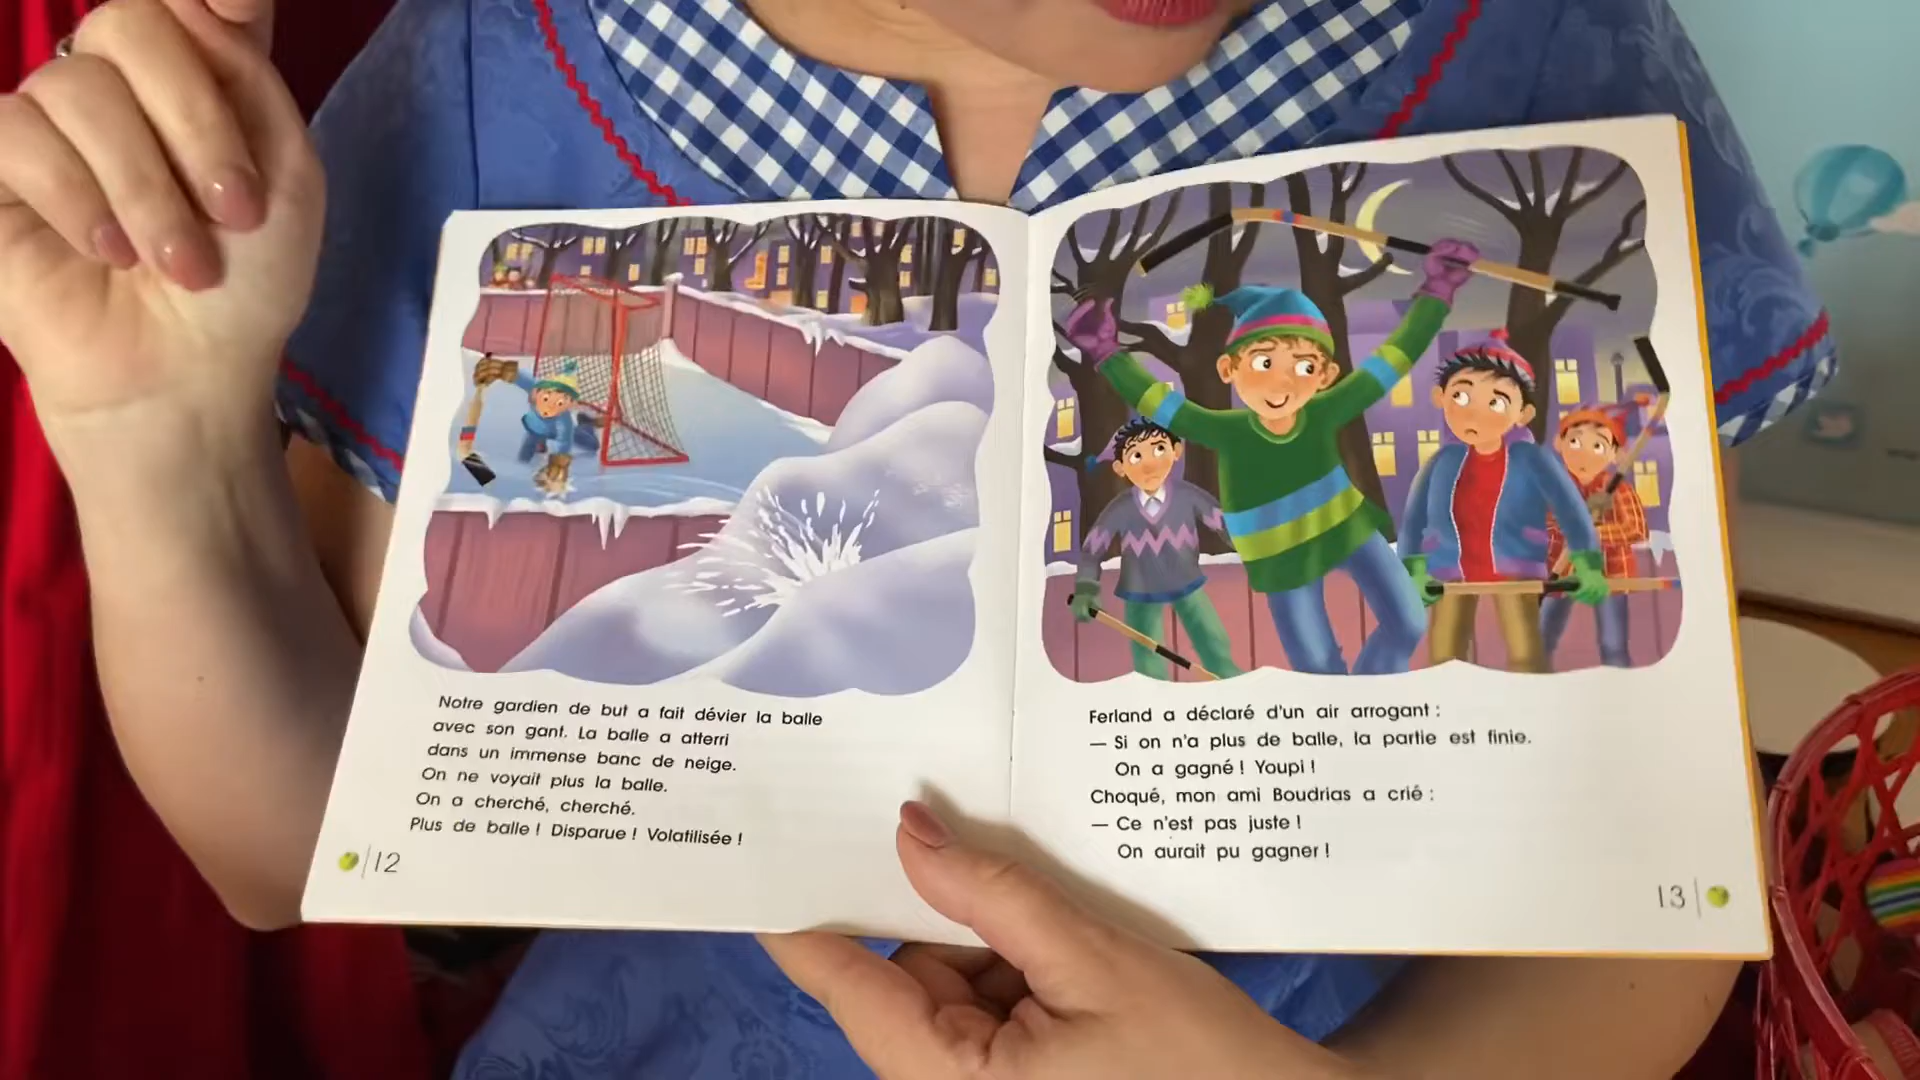 Notre gardien de but a fait dévier la balle
avec son gant. La balle a atterri
dans un immense banc de neige.
On ne voyait plus la balle.
On a cherché, cherché.
Plus de balle ! Disparue ! Volatilisée !
12
Ferland a déclaré d'un air arrogant :
— Si on n'a plus de balle, la partie est finie.
On a gagné ! Youpi !
Choqué, mon ami Boudrias a crié :
— Ce n'est pas juste !
On aurait pu gagner !
13